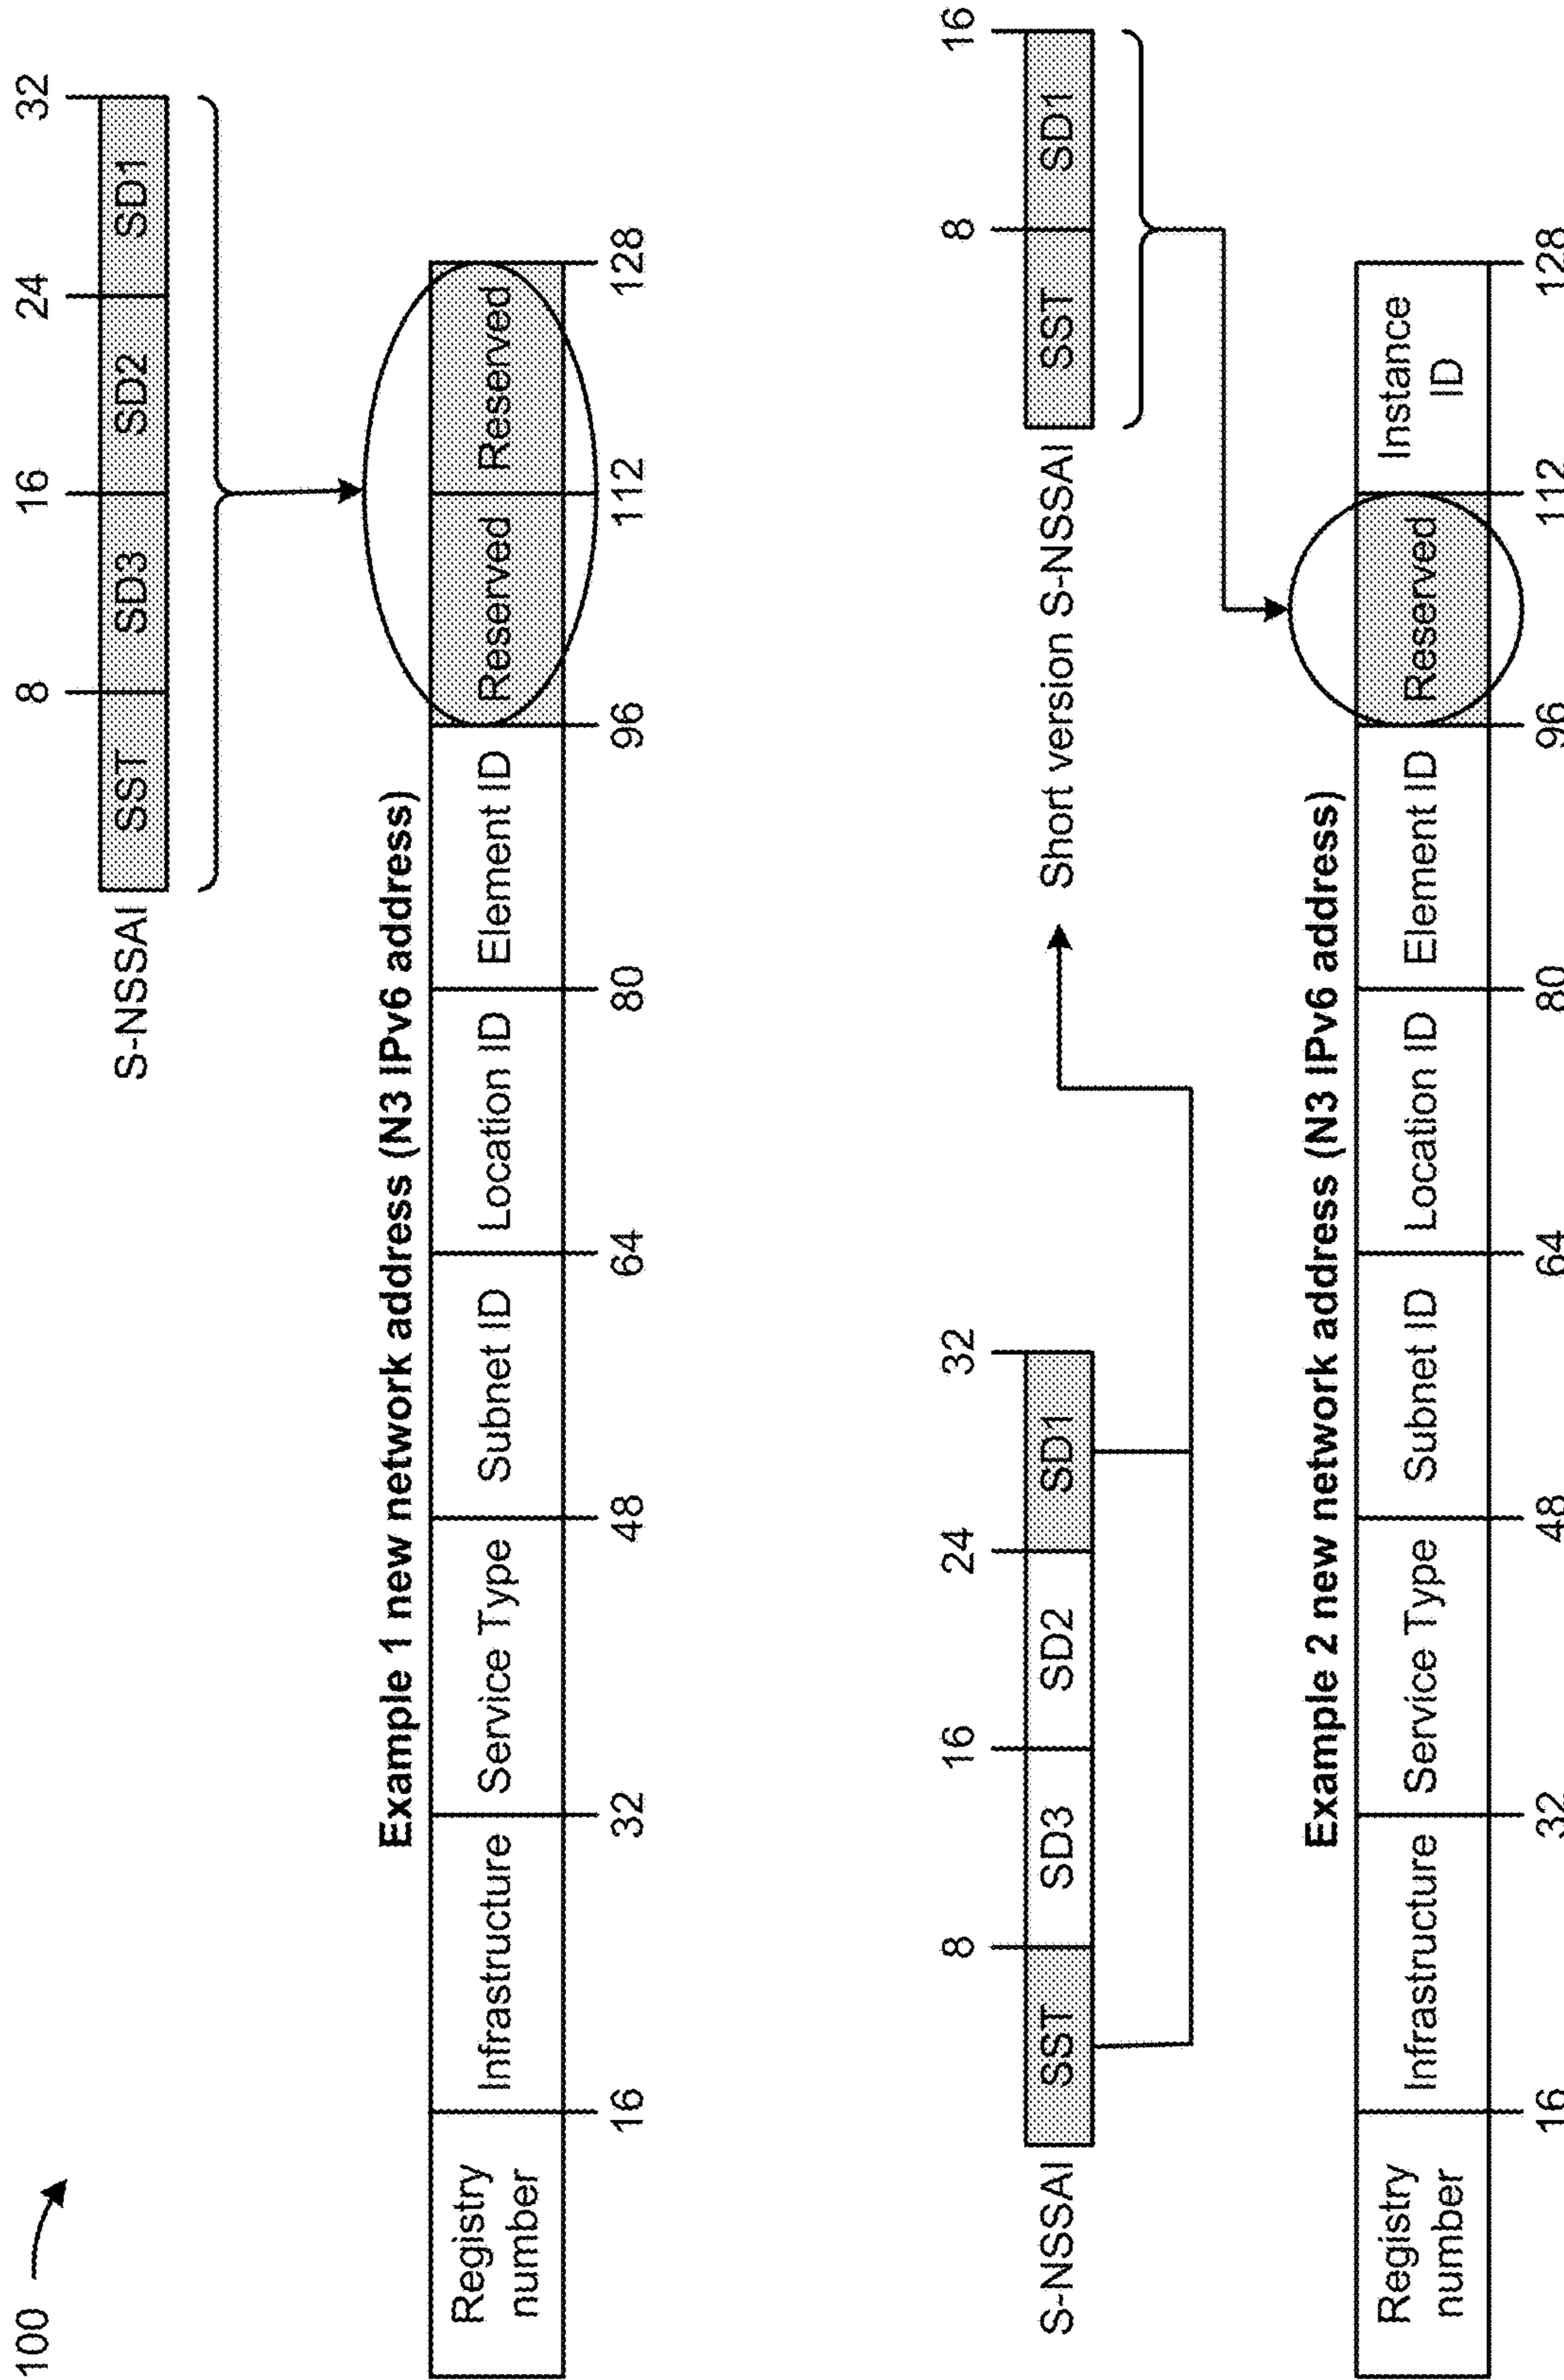 100
8 16 24 32
S-NSSAI SST SD3 SD2 SD1
Example 1 new network address (N3 IPv6 address)
Registry number Infrastructure Service Type Subnet ID Location ID Element ID Reserved Reserved
16 32 48 64 80 96 112 128
8 16 24 32
S-NSSAI SST SD3 SD2 SD1
8 16
Short version S-NSSAI SST SD1
Example 2 new network address (N3 IPv6 address)
Registry number Infrastructure Service Type Subnet ID Location ID Element ID Reserved Instance ID
16 32 48 64 80 96 112 128